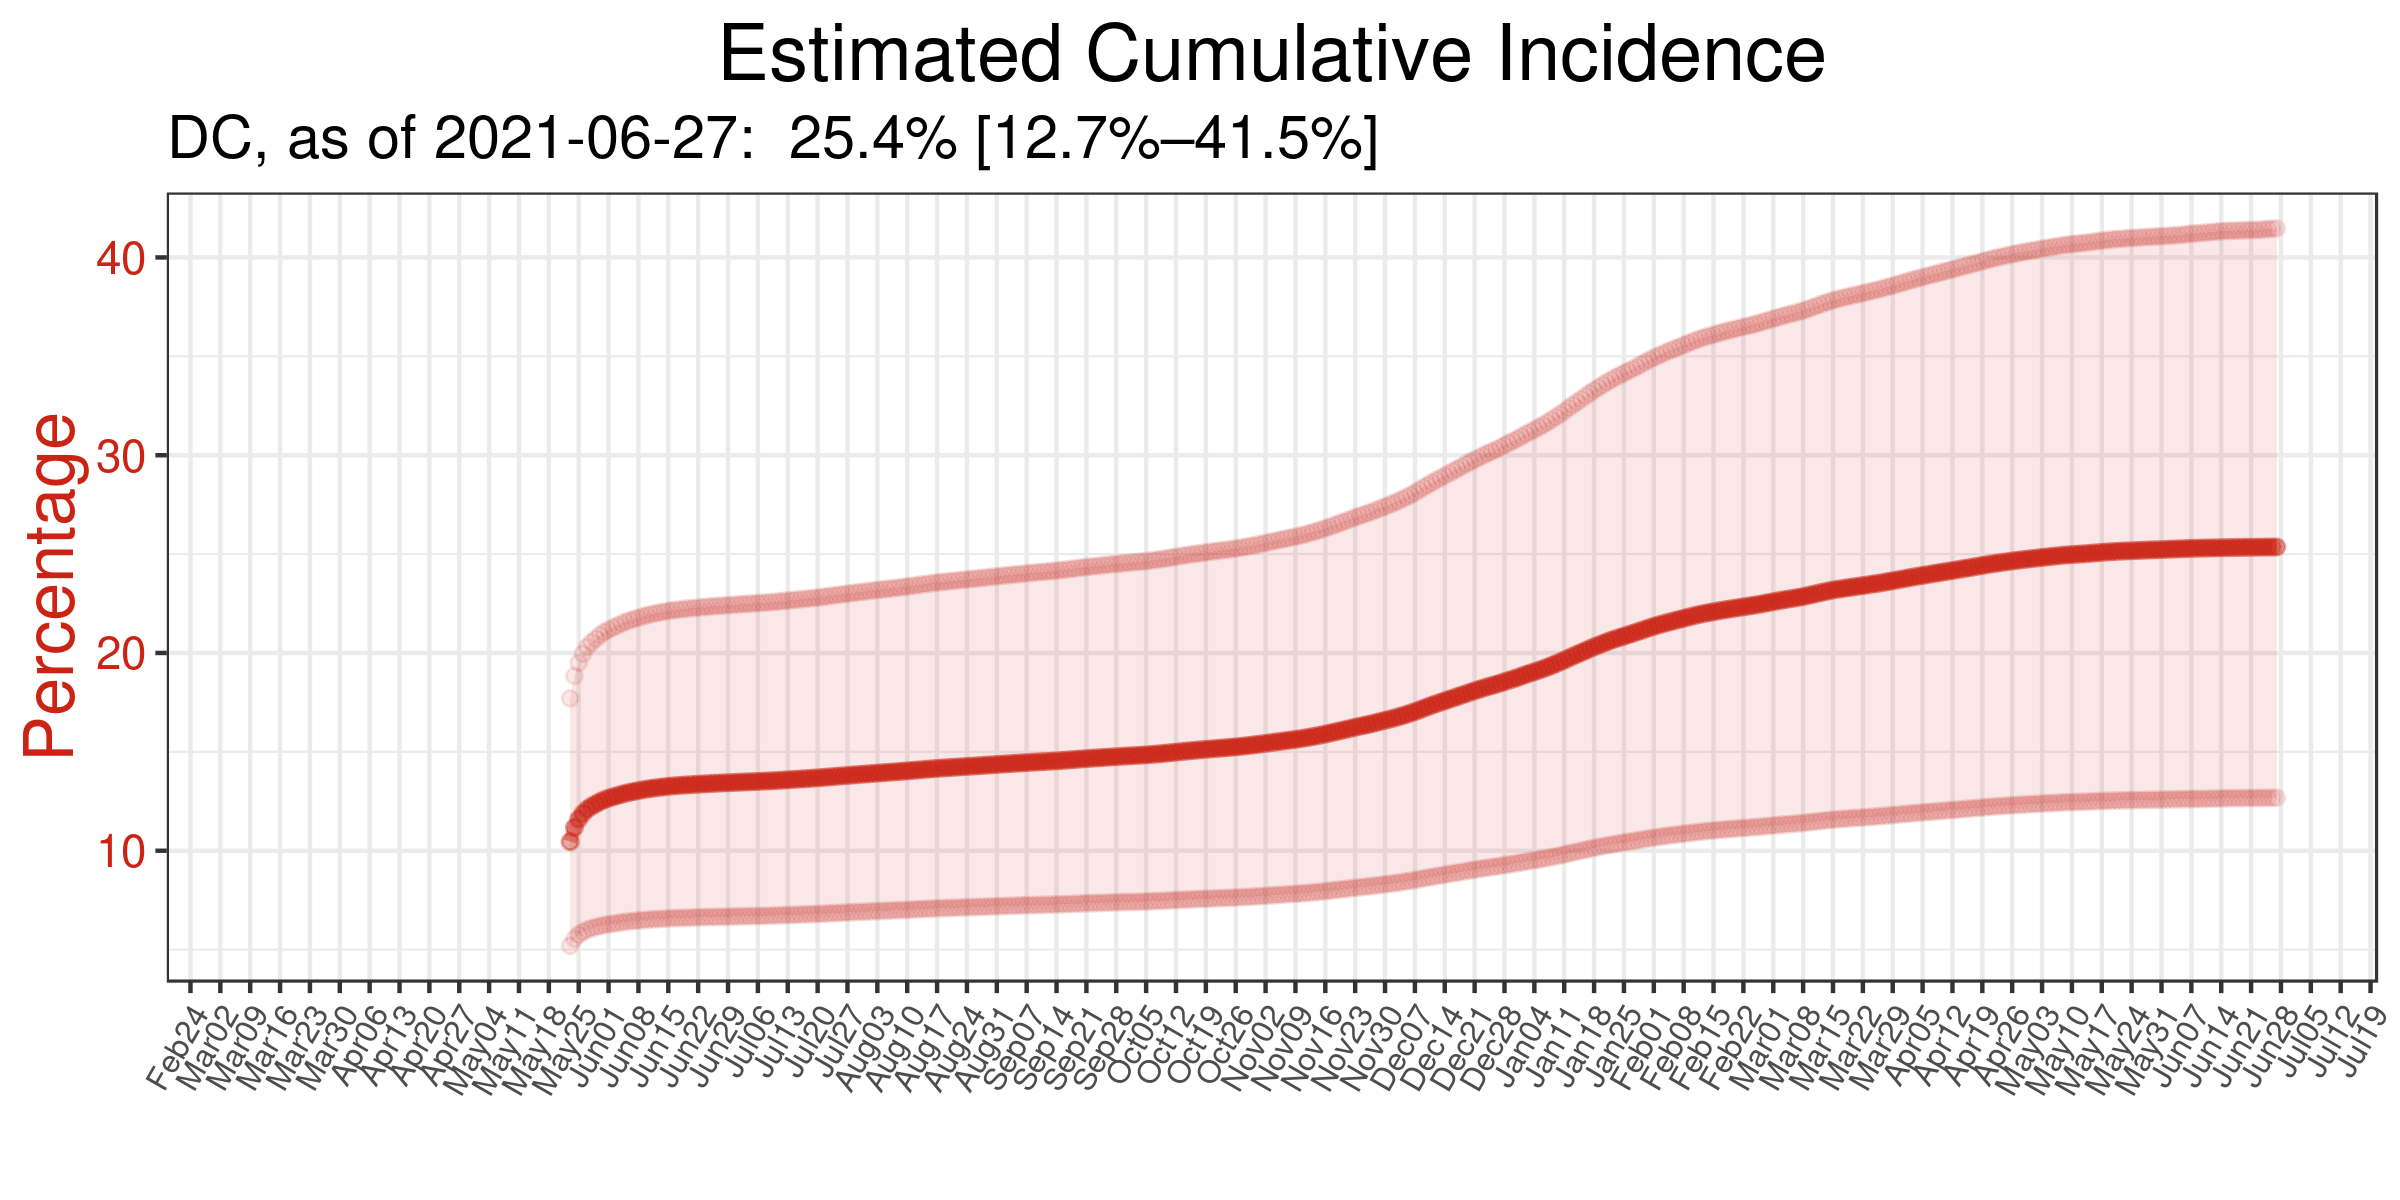 Estimated Cumulative Incidence
DC, as of 2021-06-27: 25.4% [12.7%–41.5%]
Percentage
40
30
20
10
Feb24
Mar02
Mar09
Mar16
Mar23
Mar30
Apr06
Apr13
Apr20
Apr27
May04
May11
May18
May25
Jun01
Jun08
Jun15
Jun22
Jun29
Jul06
Jul13
Jul20
Jul27
Aug03
Aug10
Aug17
Aug24
Aug31
Sep07
Sep14
Sep21
Sep28
Oct05
Oct12
Oct19
Oct26
Nov02
Nov09
Nov16
Nov23
Nov30
Dec07
Dec14
Dec21
Dec28
Jan04
Jan11
Jan18
Jan25
Feb01
Feb08
Feb15
Feb22
Mar01
Mar08
Mar15
Mar22
Mar29
Apr05
Apr12
Apr19
Apr26
May03
May10
May17
May24
May31
Jun07
Jun14
Jun21
Jun28
Jul05
Jul12
Jul19